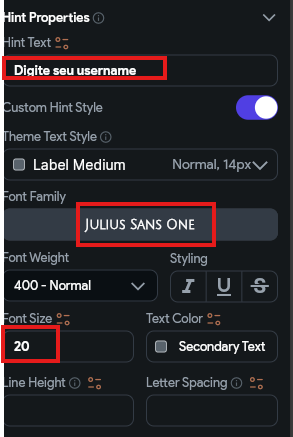 Hint Properties
Hint Text
Digite seu username
Custom Hint Style
Theme Text Style
Label Medium Normal, 14px
Font Family
Julius Sans One
Font Weight Styling
400 - Normal I U S
Font Size Text Color
20 Secondary Text
Line Height Letter Spacing